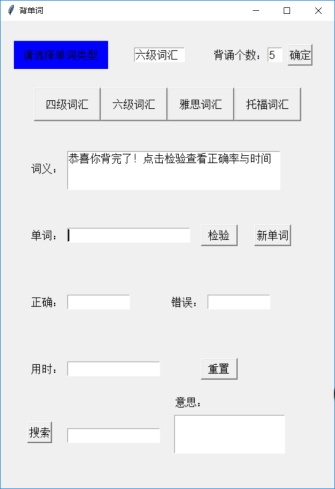 背单词
请选择单词类型 六级词汇 背诵个数： 5 确定
四级词汇 六级词汇 雅思词汇 托福词汇
词义： 恭喜你背完了！点击检验查看正确率与时间
单词： 检验 新单词
正确： 错误：
用时： 重置
意思：
搜索